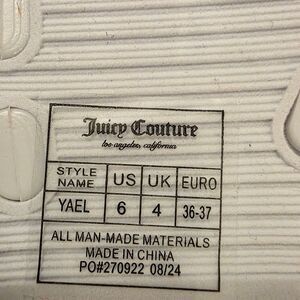 Juicy Couture
los angeles, california
STYLE NAME US UK EURO
YAEL 6 4 36-37
ALL MAN-MADE MATERIALS
MADE IN CHINA
PO#270922 08/24